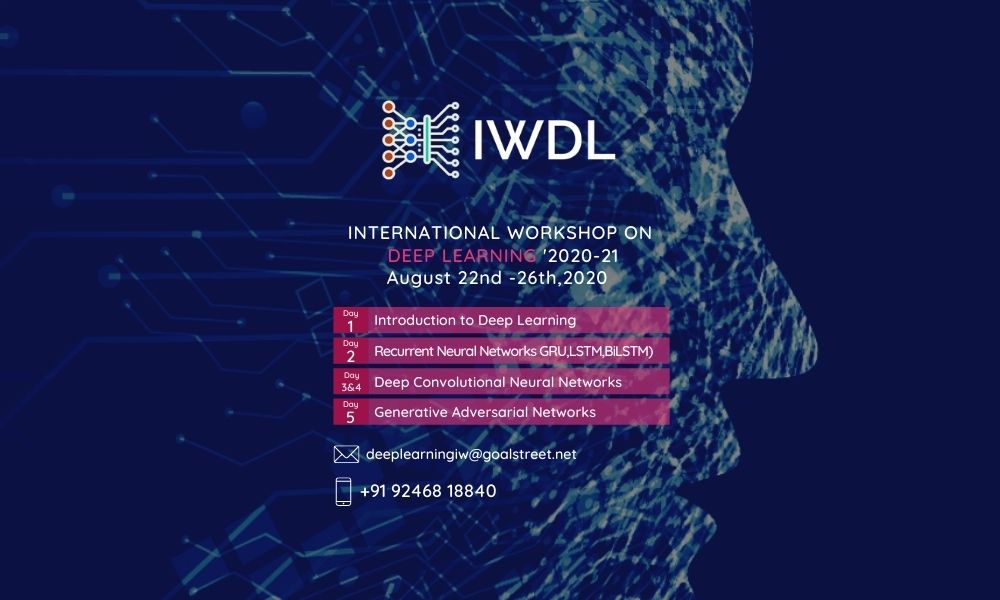 IWDL
INTERNATIONAL WORKSHOP ON
DEEP LEARNING '2020-21
August 22nd -26th,2020
Day 1 Introduction to Deep Learning
Day 2 Recurrent Neural Networks GRU,LSTM,BiLSTM)
Day 3&4 Deep Convolutional Neural Networks
Day 5 Generative Adversarial Networks
deeplearningiw@goalstreet.net
+91 92468 18840